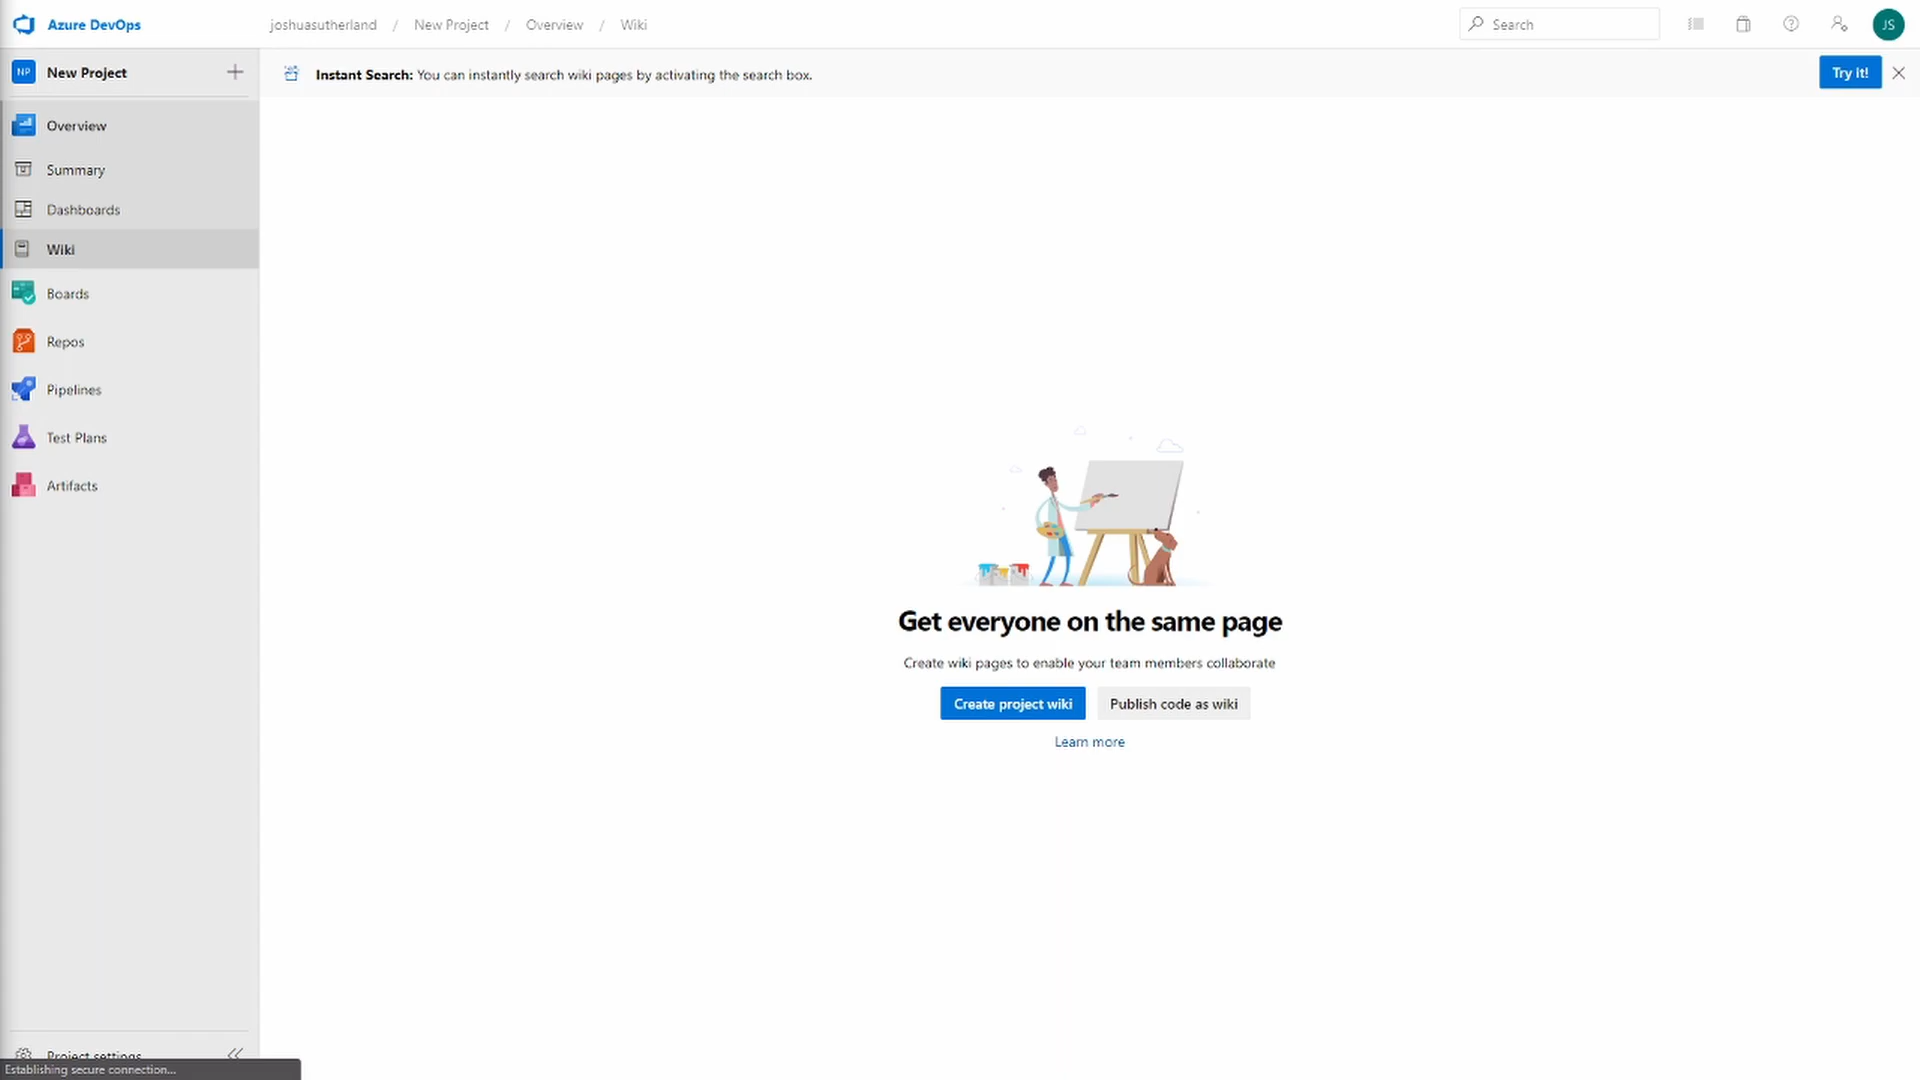 Azure DevOps
joshuasutherland / New Project / Overview / Wiki
Search
JS
NP
New Project
Instant Search: You can instantly search wiki pages by activating the search box.
Try it!
Overview
Summary
Dashboards
Wiki
Boards
Repos
Pipelines
Test Plans
Artifacts
Get everyone on the same page
Create wiki pages to enable your team members collaborate
Create project wiki
Publish code as wiki
Learn more
Project settings
Establishing secure connection...